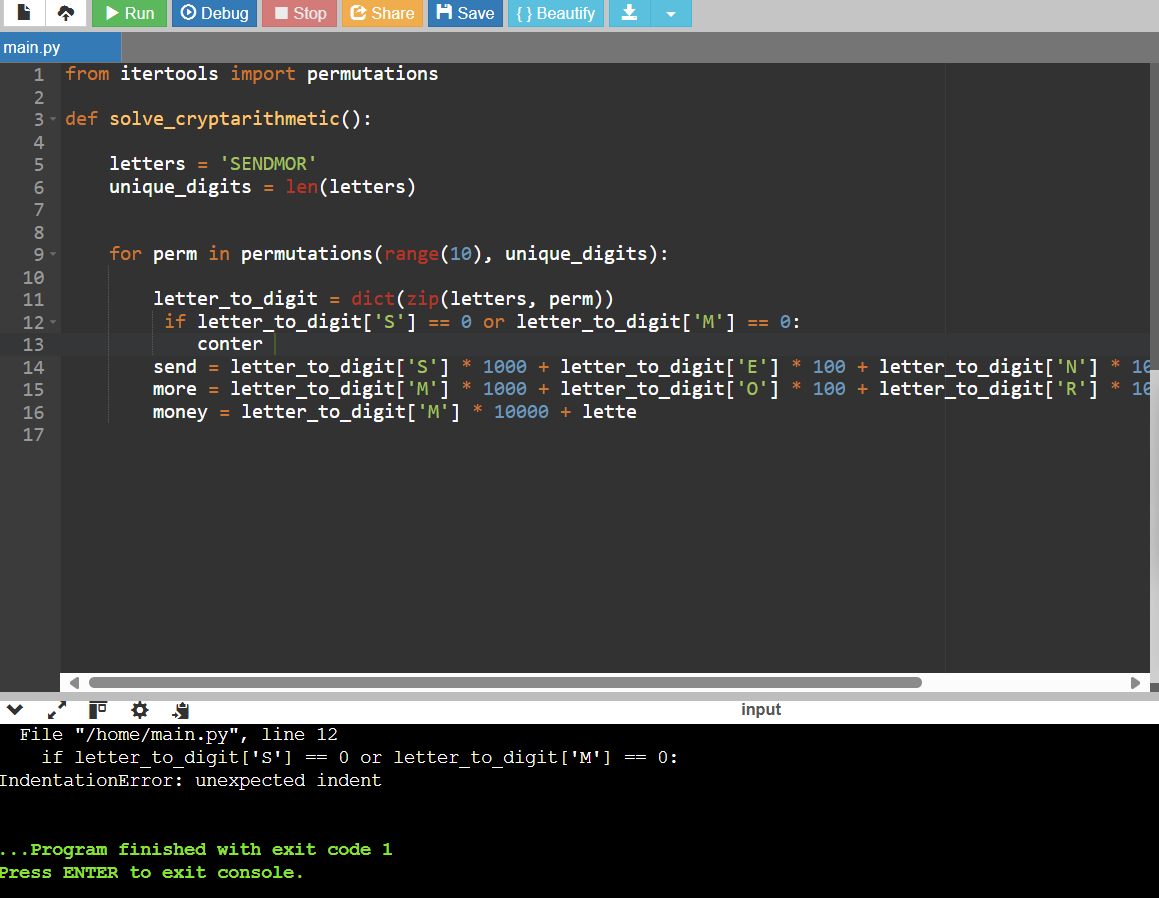 Run Debug Stop Share Save { } Beautify
main.py
1 from itertools import permutations
2
3 def solve_cryptarithmetic():
4
5     letters = 'SENDMOR'
6     unique_digits = len(letters)
7
8
9     for perm in permutations(range(10), unique_digits):
10
11         letter_to_digit = dict(zip(letters, perm))
12          if letter_to_digit['S'] == 0 or letter_to_digit['M'] == 0:
13             conter
14         send = letter_to_digit['S'] * 1000 + letter_to_digit['E'] * 100 + letter_to_digit['N'] * 10
15         more = letter_to_digit['M'] * 1000 + letter_to_digit['O'] * 100 + letter_to_digit['R'] * 10
16         money = letter_to_digit['M'] * 10000 + lette
17
input
  File "/home/main.py", line 12
    if letter_to_digit['S'] == 0 or letter_to_digit['M'] == 0:
IndentationError: unexpected indent
...Program finished with exit code 1
Press ENTER to exit console.